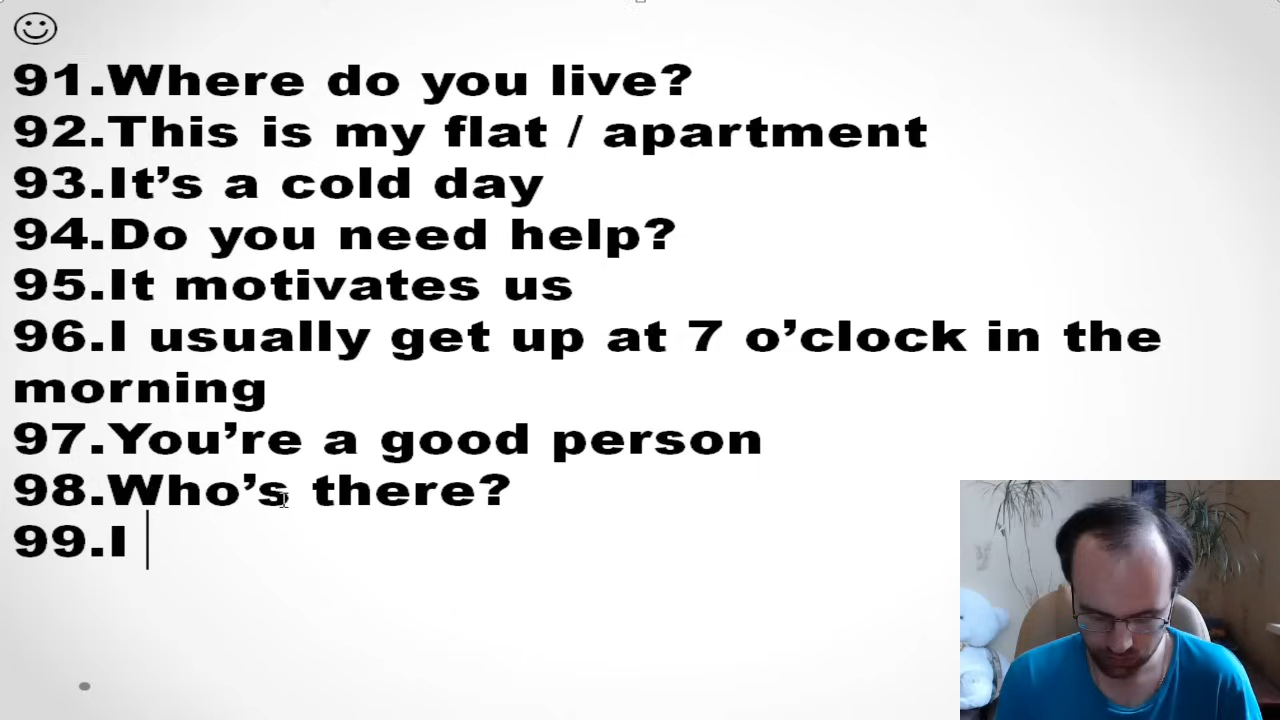 91.Where do you live?
92.This is my flat / apartment
93.It’s a cold day
94.Do you need help?
95.It motivates us
96.I usually get up at 7 o’clock in the
morning
97.You’re a good person
98.Who’s there?
99.I